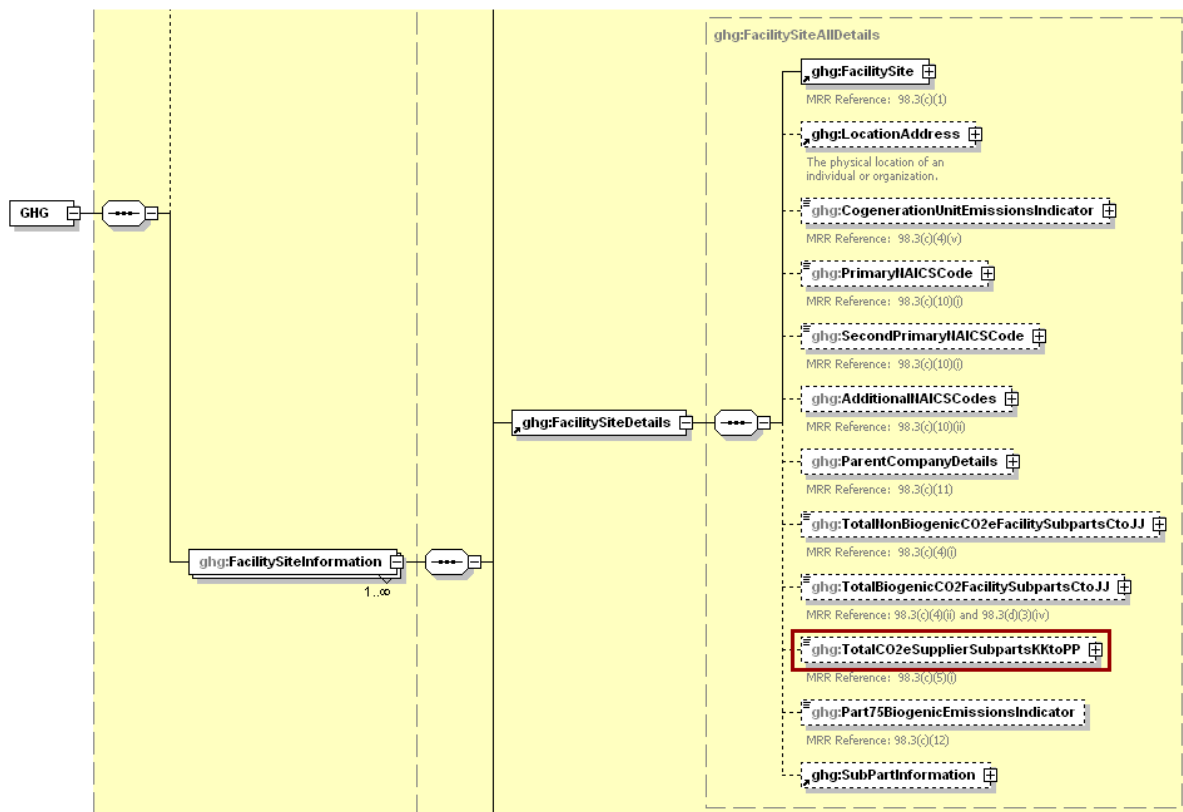 ghg:FacilitySiteAllDetails
ghg:FacilitySite
MRR Reference: 98.3(c)(1)
ghg:LocationAddress
The physical location of an
individual or organization.
GHG
ghg:CogenerationUnitEmissionsIndicator
MRR Reference: 98.3(c)(4)(v)
ghg:PrimaryNAICSCode
MRR Reference: 98.3(c)(10)(i)
ghg:SecondPrimaryNAICSCode
MRR Reference: 98.3(c)(10)(i)
ghg:AdditionalNAICSCodes
MRR Reference: 98.3(c)(10)(ii)
ghg:FacilitySiteDetails
ghg:ParentCompanyDetails
MRR Reference: 98.3(c)(11)
ghg:TotalNonBiogenicCO2eFacilitySubpartsCtoJJ
MRR Reference: 98.3(c)(4)(i)
ghg:FacilitySiteInformation
1..∞
ghg:TotalBiogenicCO2FacilitySubpartsCtoJJ
MRR Reference: 98.3(c)(4)(ii) and 98.3(d)(3)(iv)
ghg:TotalCO2eSupplierSubpartsKKtoPP
MRR Reference: 98.3(c)(5)(i)
ghg:Part75BiogenicEmissionsIndicator
MRR Reference: 98.3(c)(12)
ghg:SubPartInformation